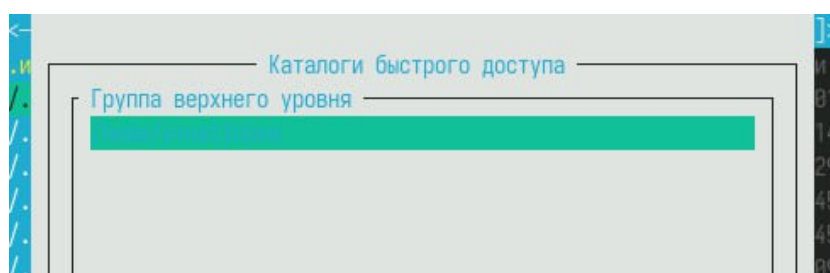 <-
.и
/.
Каталоги быстрого доступа
Группа верхнего уровня
/.
/.
/.
/.
/.